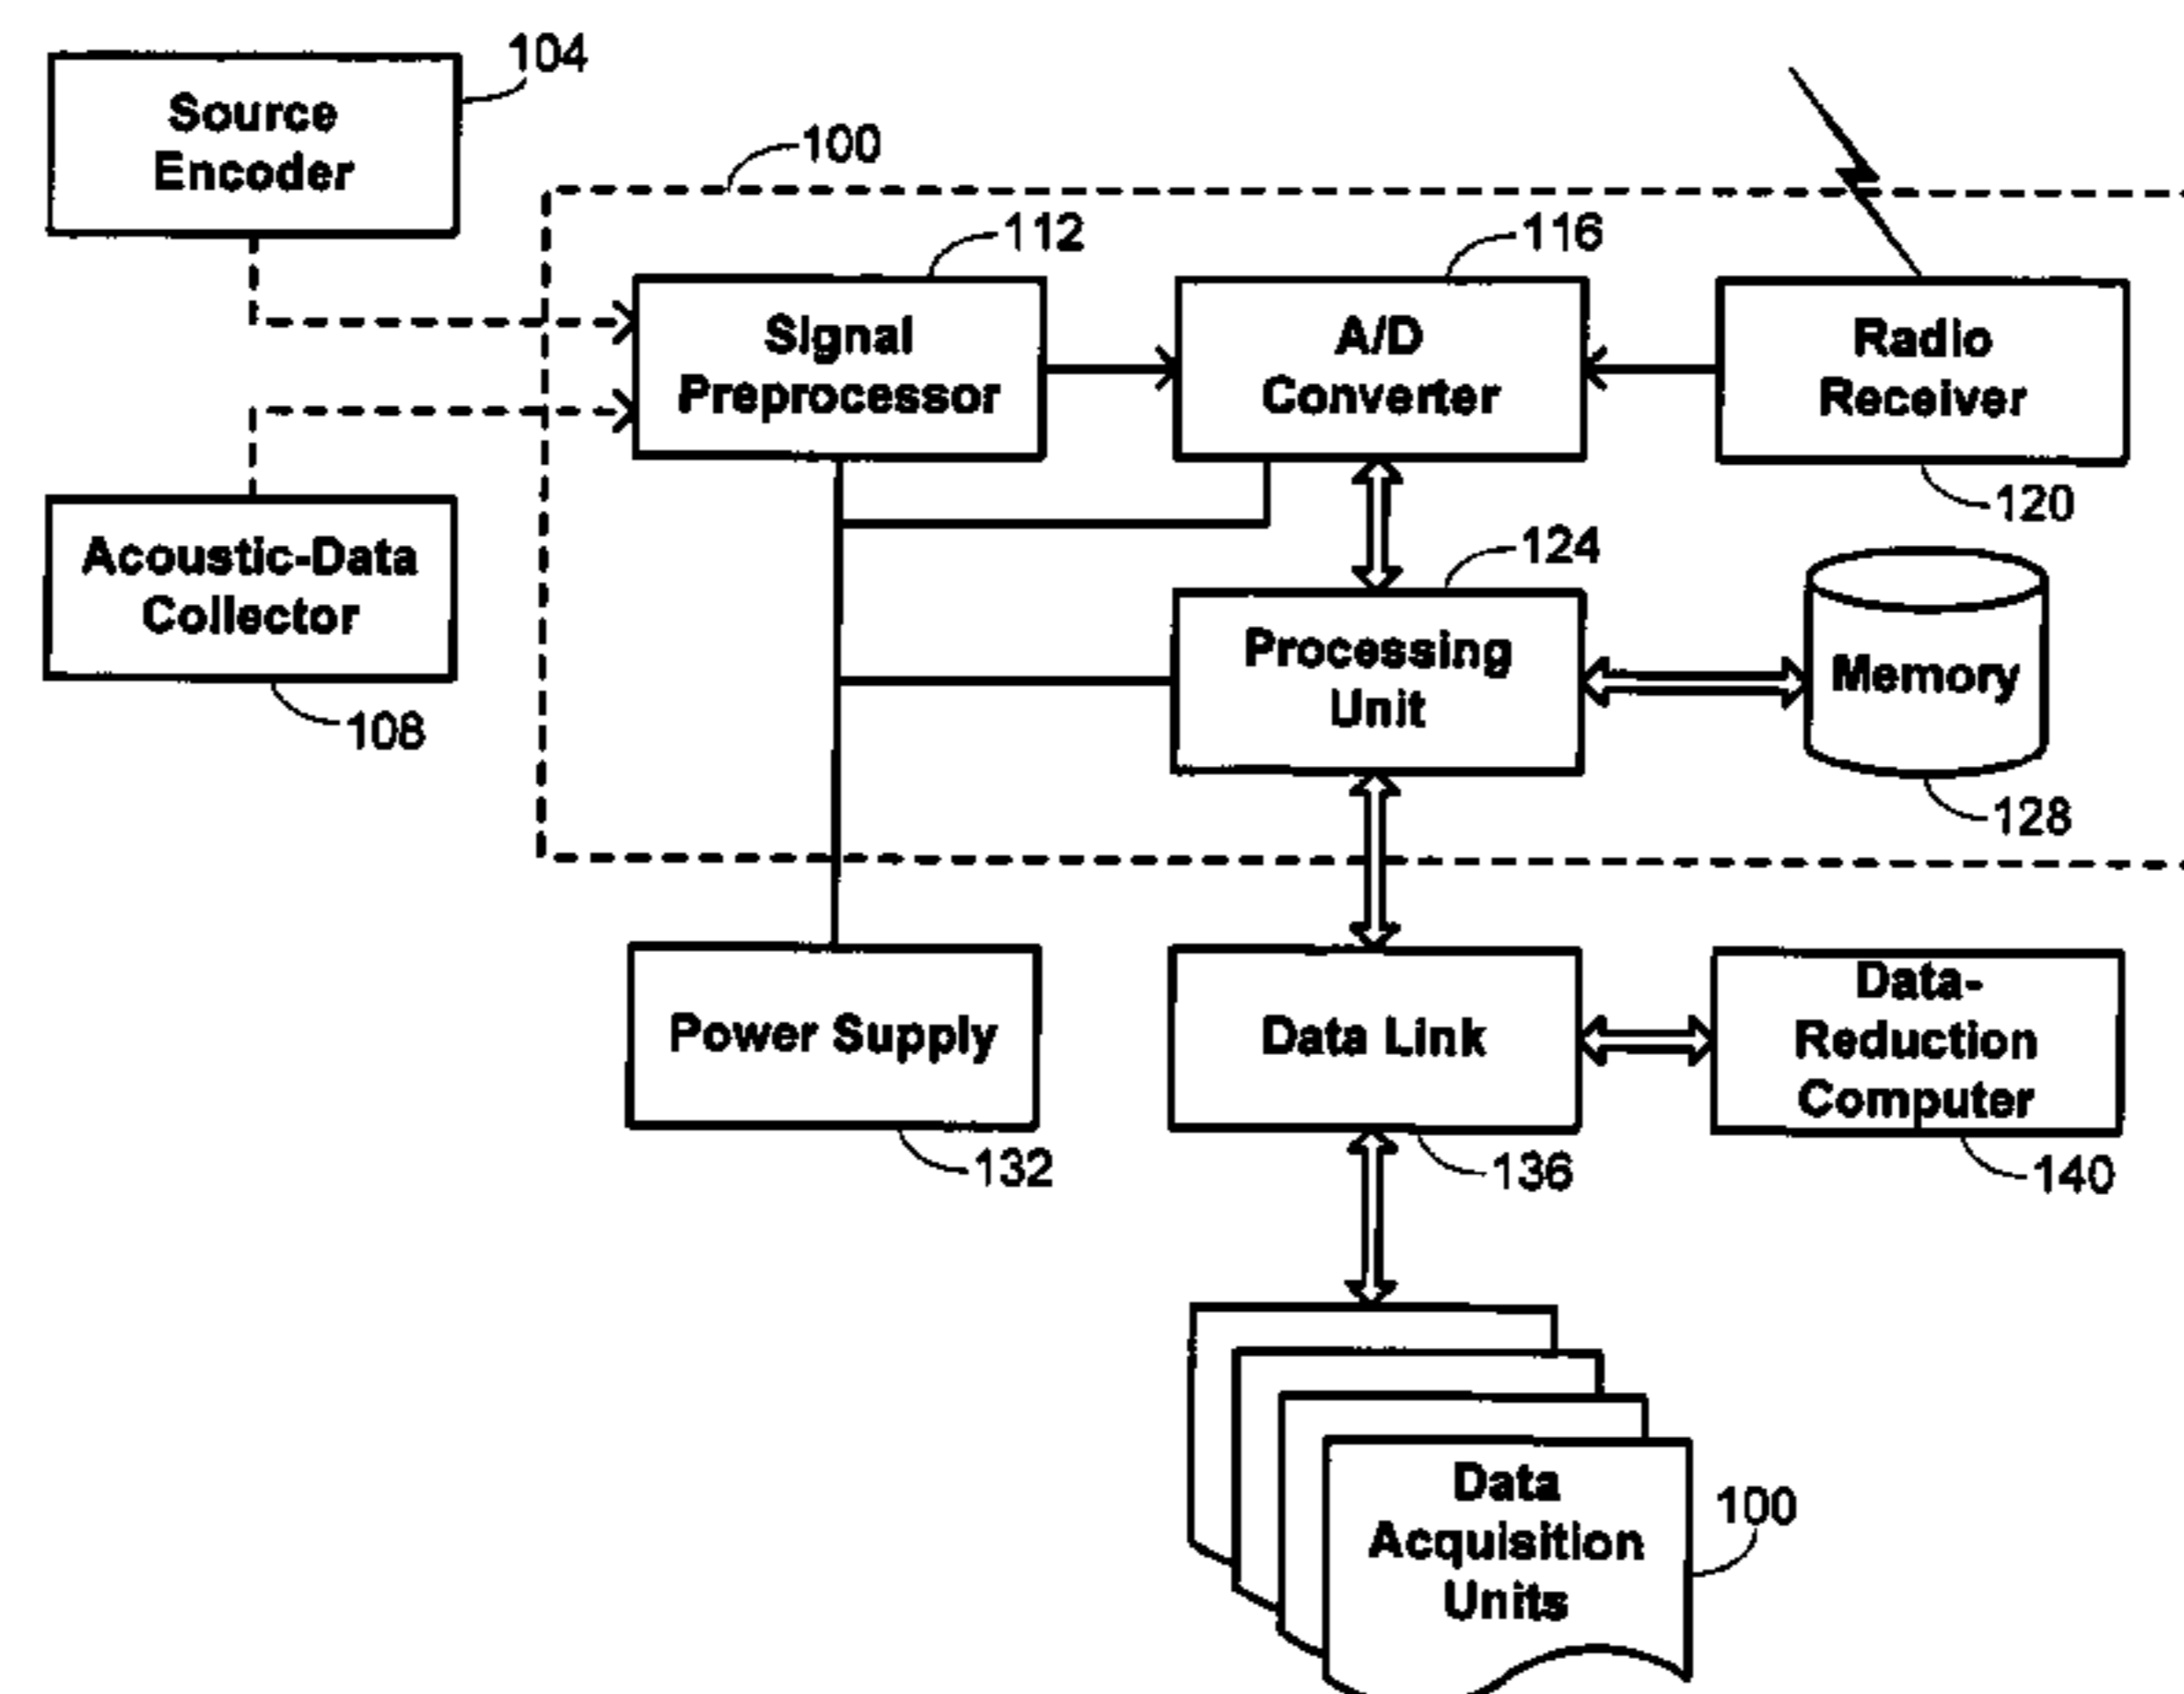 104
Source
Encoder
100
112
116
Signal
Preprocessor
A/D
Converter
Radio
Receiver
120
Acoustic-Data
Collector
108
124
Processing
Unit
Memory
128
Power Supply
132
Data Link
136
Data-
Reduction
Computer
140
Data
Acquisition
Units
100